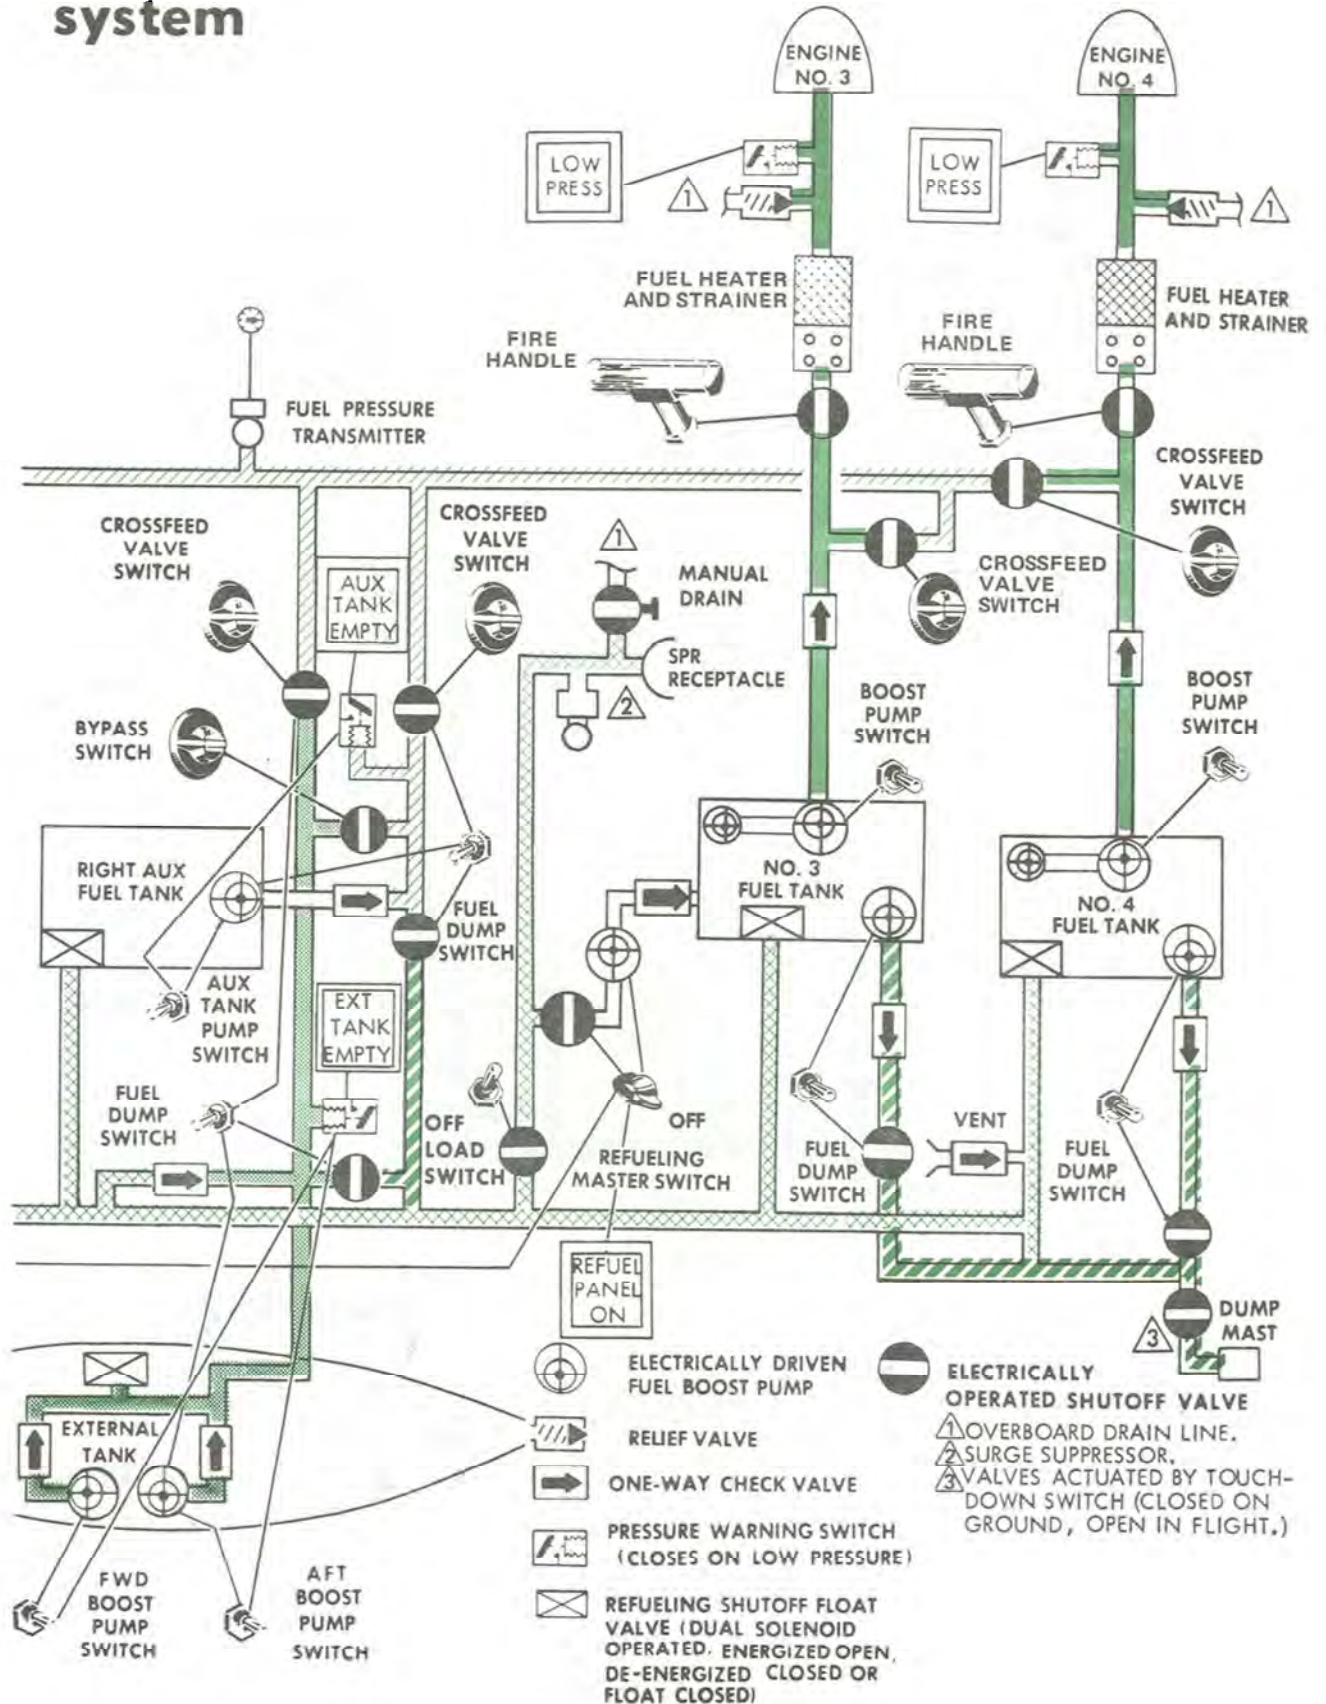 system
ENGINE
NO. 3
ENGINE
NO. 4
LOW
PRESS
1
LOW
PRESS
1
FUEL HEATER
AND STRAINER
FUEL HEATER
AND STRAINER
FIRE
HANDLE
FIRE
HANDLE
FUEL PRESSURE
TRANSMITTER
CROSSFEED
VALVE
SWITCH
CROSSFEED
VALVE
SWITCH
CROSSFEED
VALVE
SWITCH
CROSSFEED
VALVE
SWITCH
AUX
TANK
EMPTY
1
MANUAL
DRAIN
SPR
RECEPTACLE
2
BYPASS
SWITCH
BOOST
PUMP
SWITCH
BOOST
PUMP
SWITCH
RIGHT AUX
FUEL TANK
NO. 3
FUEL TANK
NO. 4
FUEL TANK
FUEL
DUMP
SWITCH
AUX
TANK
PUMP
SWITCH
EXT
TANK
EMPTY
FUEL
DUMP
SWITCH
OFF
LOAD
SWITCH
OFF
REFUELING
MASTER SWITCH
FUEL
DUMP
SWITCH
VENT
FUEL
DUMP
SWITCH
REFUEL
PANEL
ON
DUMP
MAST
3
EXTERNAL
TANK
FWD
BOOST
PUMP
SWITCH
AFT
BOOST
PUMP
SWITCH
ELECTRICALLY DRIVEN
FUEL BOOST PUMP
RELIEF VALVE
ONE-WAY CHECK VALVE
PRESSURE WARNING SWITCH
(CLOSES ON LOW PRESSURE)
REFUELING SHUTOFF FLOAT
VALVE (DUAL SOLENOID
OPERATED. ENERGIZED OPEN,
DE-ENERGIZED CLOSED OR
FLOAT CLOSED)
ELECTRICALLY
OPERATED SHUTOFF VALVE
1 OVERBOARD DRAIN LINE.
2 SURGE SUPPRESSOR.
3 VALVES ACTUATED BY TOUCH-
DOWN SWITCH (CLOSED ON
GROUND, OPEN IN FLIGHT.)